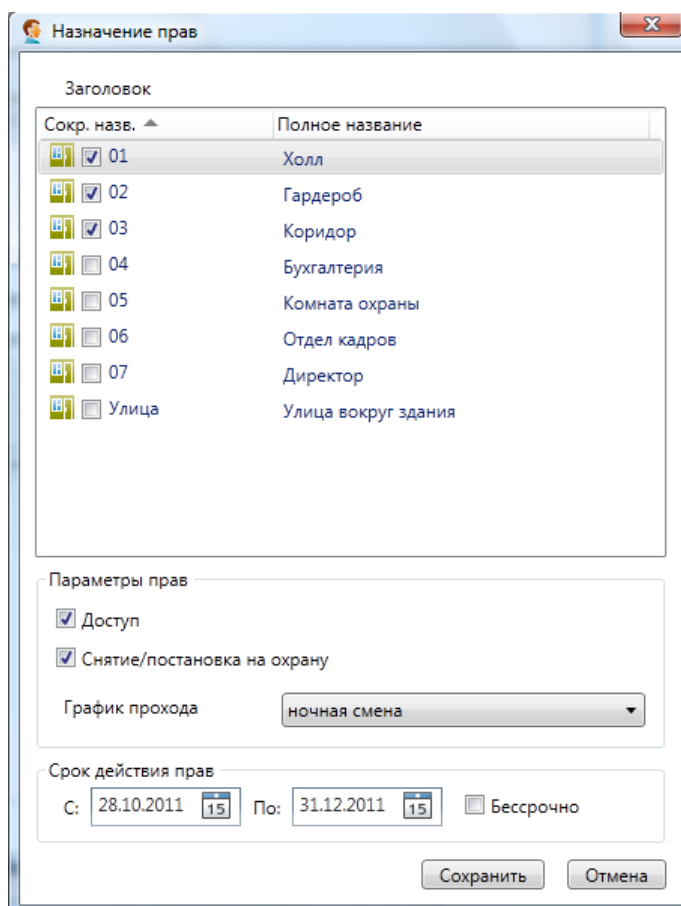 Назначение прав
Заголовок
Сокр. назв. Полное название
01 Холл
02 Гардероб
03 Коридор
04 Бухгалтерия
05 Комната охраны
06 Отдел кадров
07 Директор
Улица Улица вокруг здания
Параметры прав
Доступ
Снятие/постановка на охрану
График прохода ночная смена
Срок действия прав
С: 28.10.2011 15 По: 31.12.2011 15 Бессрочно
Сохранить Отмена